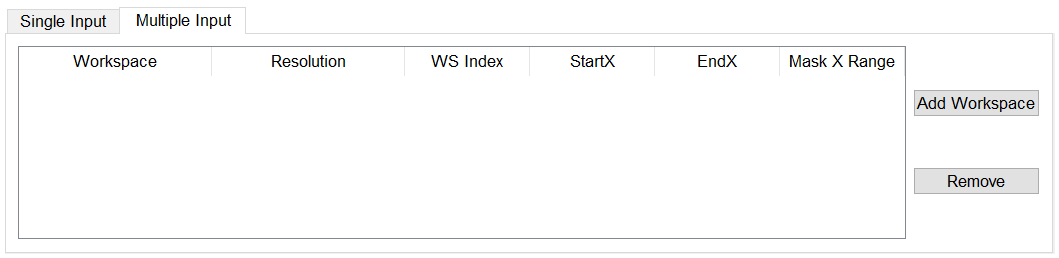 Single Input Multiple Input
Workspace Resolution WS Index StartX EndX Mask X Range
Add Workspace
Remove